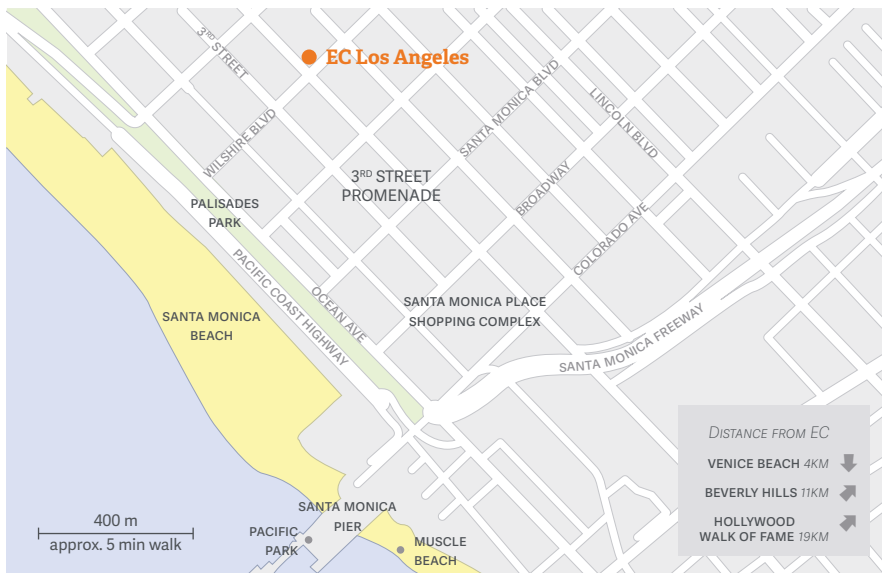 3RD STREET
EC Los Angeles
WILSHIRE BLVD
SANTA MONICA BLVD
LINCOLN BLVD
3RD STREET
PROMENADE
BROADWAY
PALISADES
PARK
COLORADO AVE
PACIFIC COAST HIGHWAY
OCEAN AVE
SANTA MONICA PLACE
SHOPPING COMPLEX
SANTA MONICA
BEACH
SANTA MONICA FREEWAY
DISTANCE FROM EC
VENICE BEACH 4KM
BEVERLY HILLS 11KM
HOLLYWOOD
WALK OF FAME 19KM
SANTA MONICA
PIER
400 m
approx. 5 min walk
PACIFIC
PARK
MUSCLE
BEACH